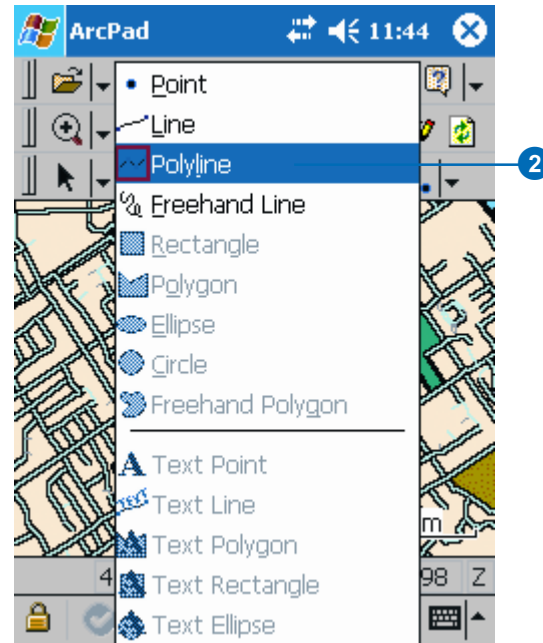 ArcPad 11:44
Point
Line
Polyline
2
Freehand Line
Rectangle
Polygon
Ellipse
Circle
Freehand Polygon
Text Point
Text Line
m
Text Polygon
4 98 Z
Text Rectangle
Text Ellipse